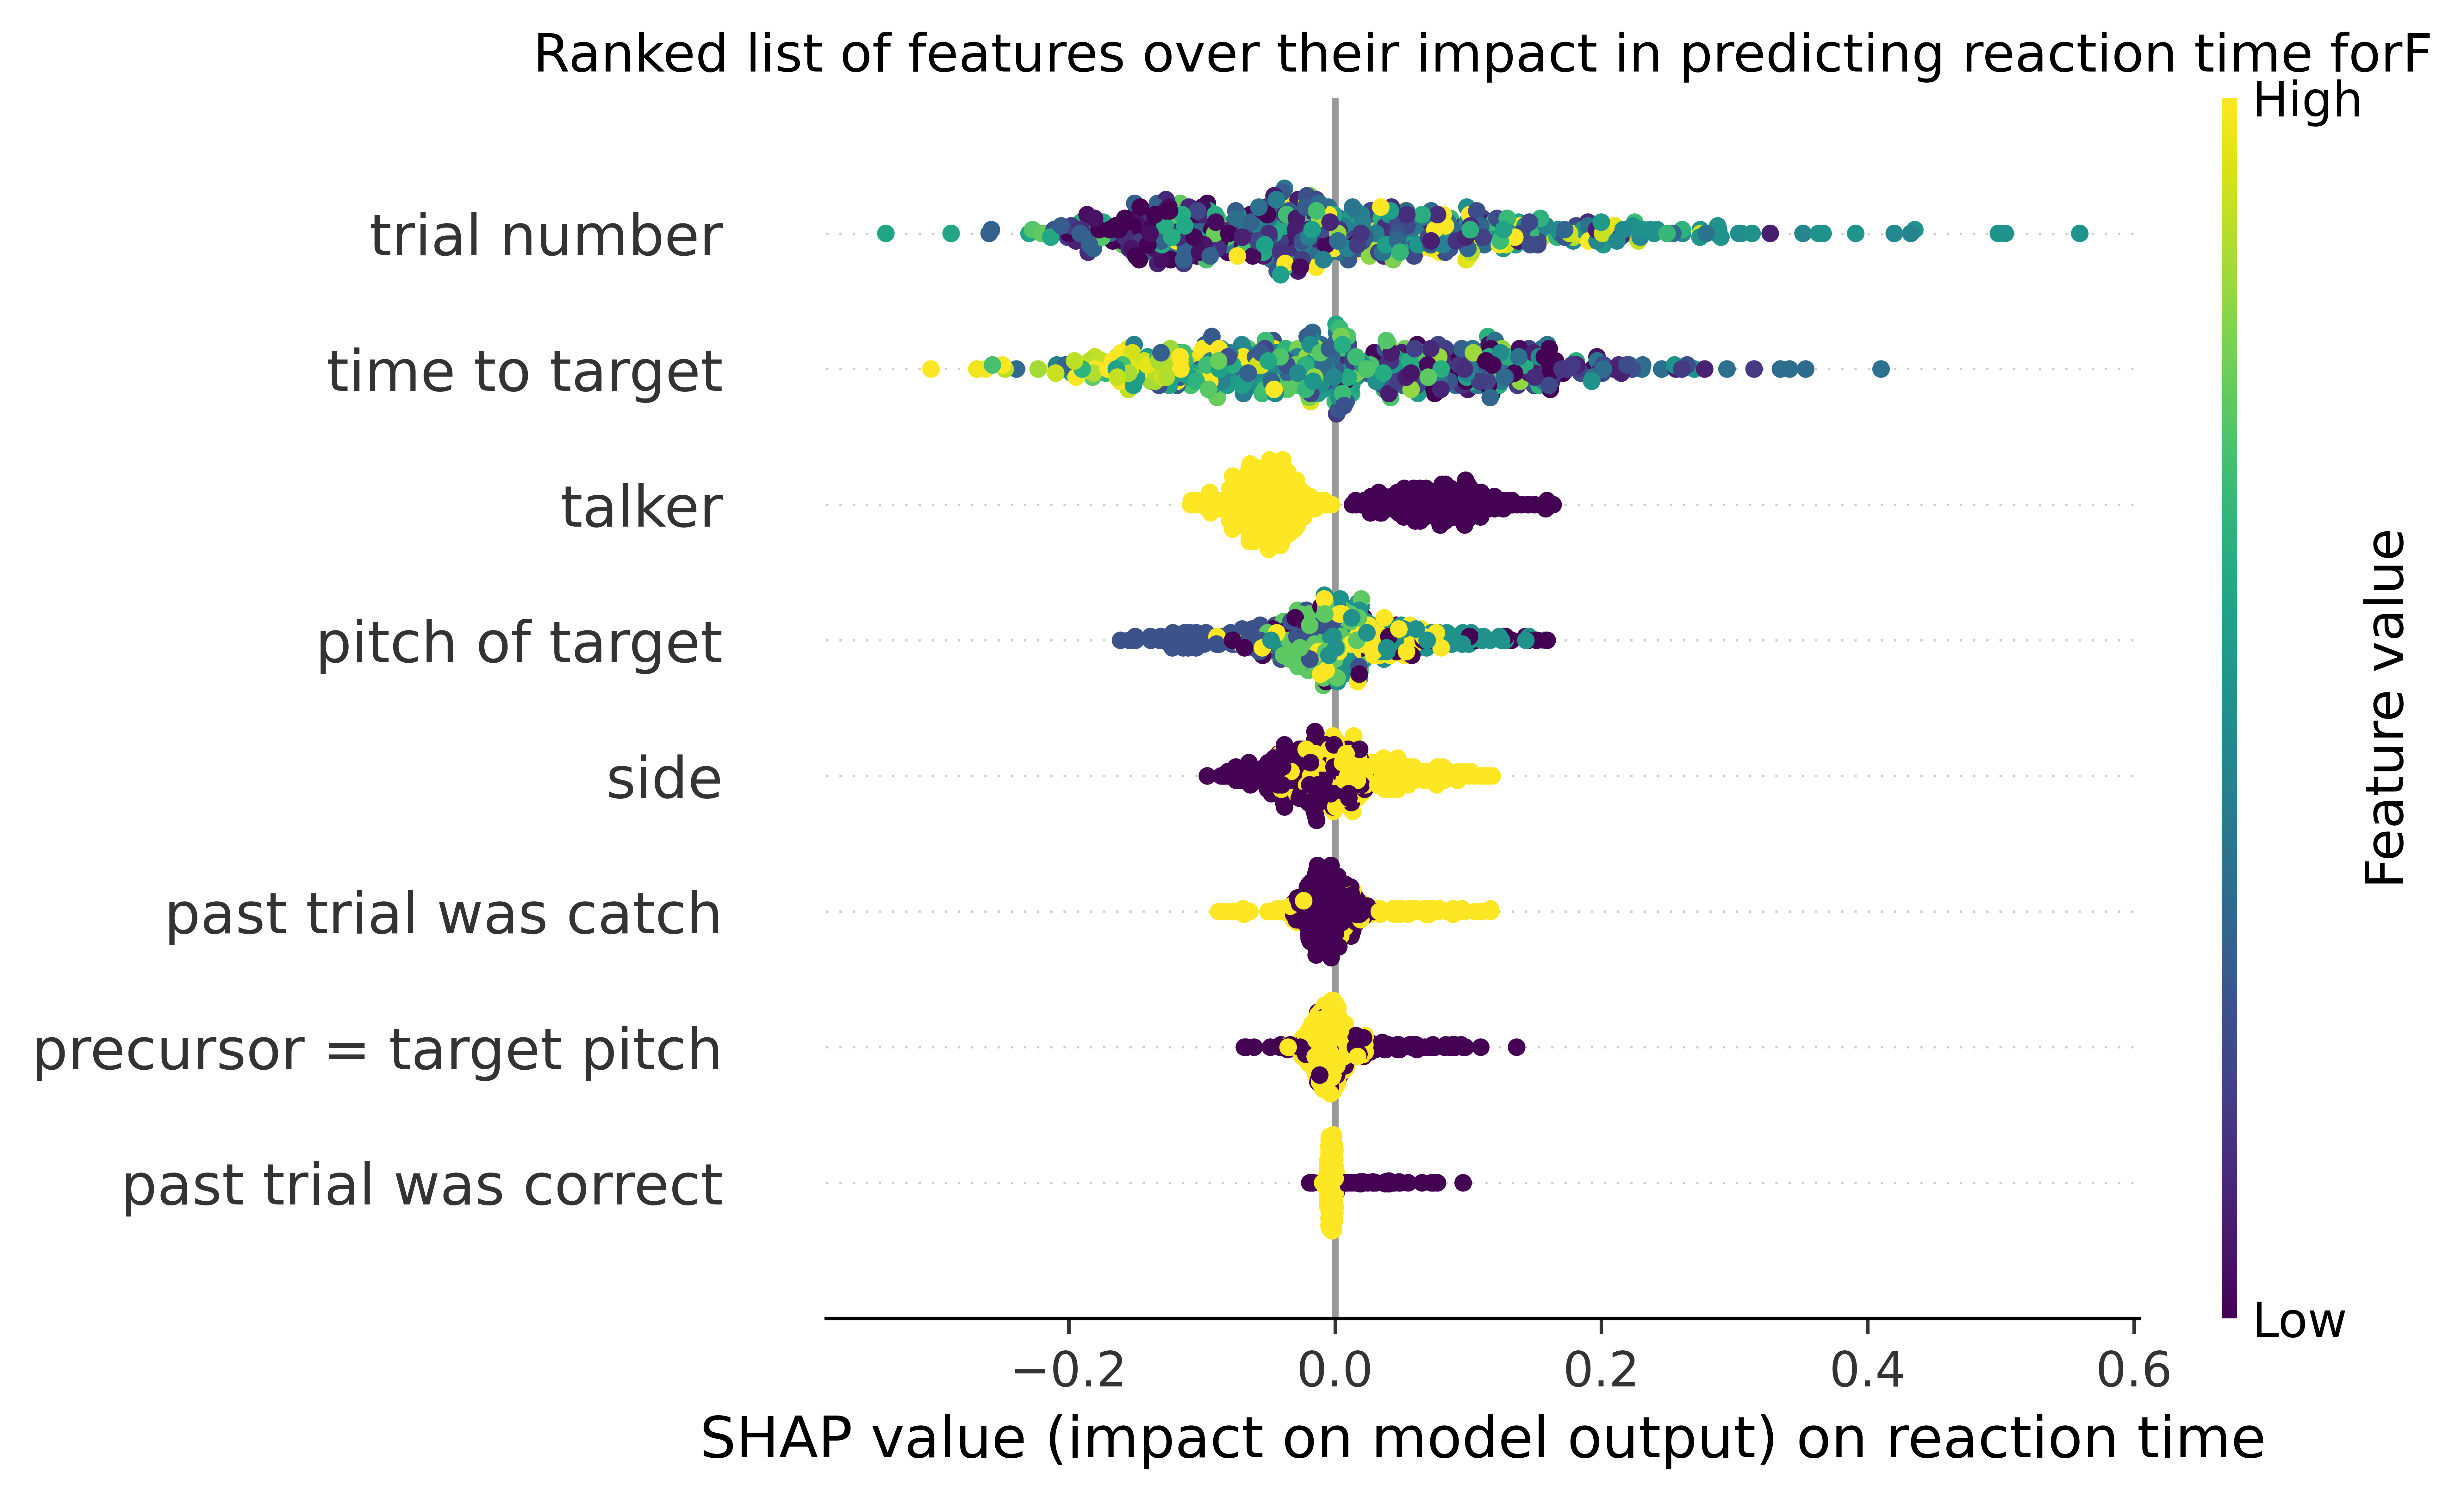 Ranked list of features over their impact in predicting reaction time forF
High
trial number
time to target
talker
pitch of target
side
past trial was catch
precursor = target pitch
past trial was correct
Feature value
Low
−0.2 0.0 0.2 0.4 0.6
SHAP value (impact on model output) on reaction time